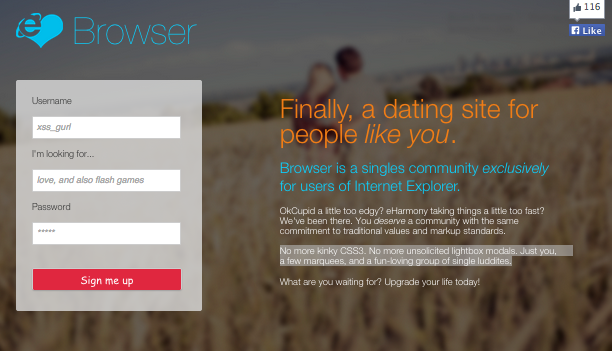 116
Like
Browser
Username
xss_gurl
I'm looking for...
love, and also flash games
Password
*****
Sign me up
Finally, a dating site for
people like you.
Browser is a singles community exclusively
for users of Internet Explorer.
OkCupid a little too edgy? eHarmony taking things a little too fast?
We've been there. You deserve a community with the same
commitment to traditional values and markup standards.
No more kinky CSS3. No more unsolicited lightbox modals. Just you,
a few marquees, and a fun-loving group of single luddites.
What are you waiting for? Upgrade your life today!